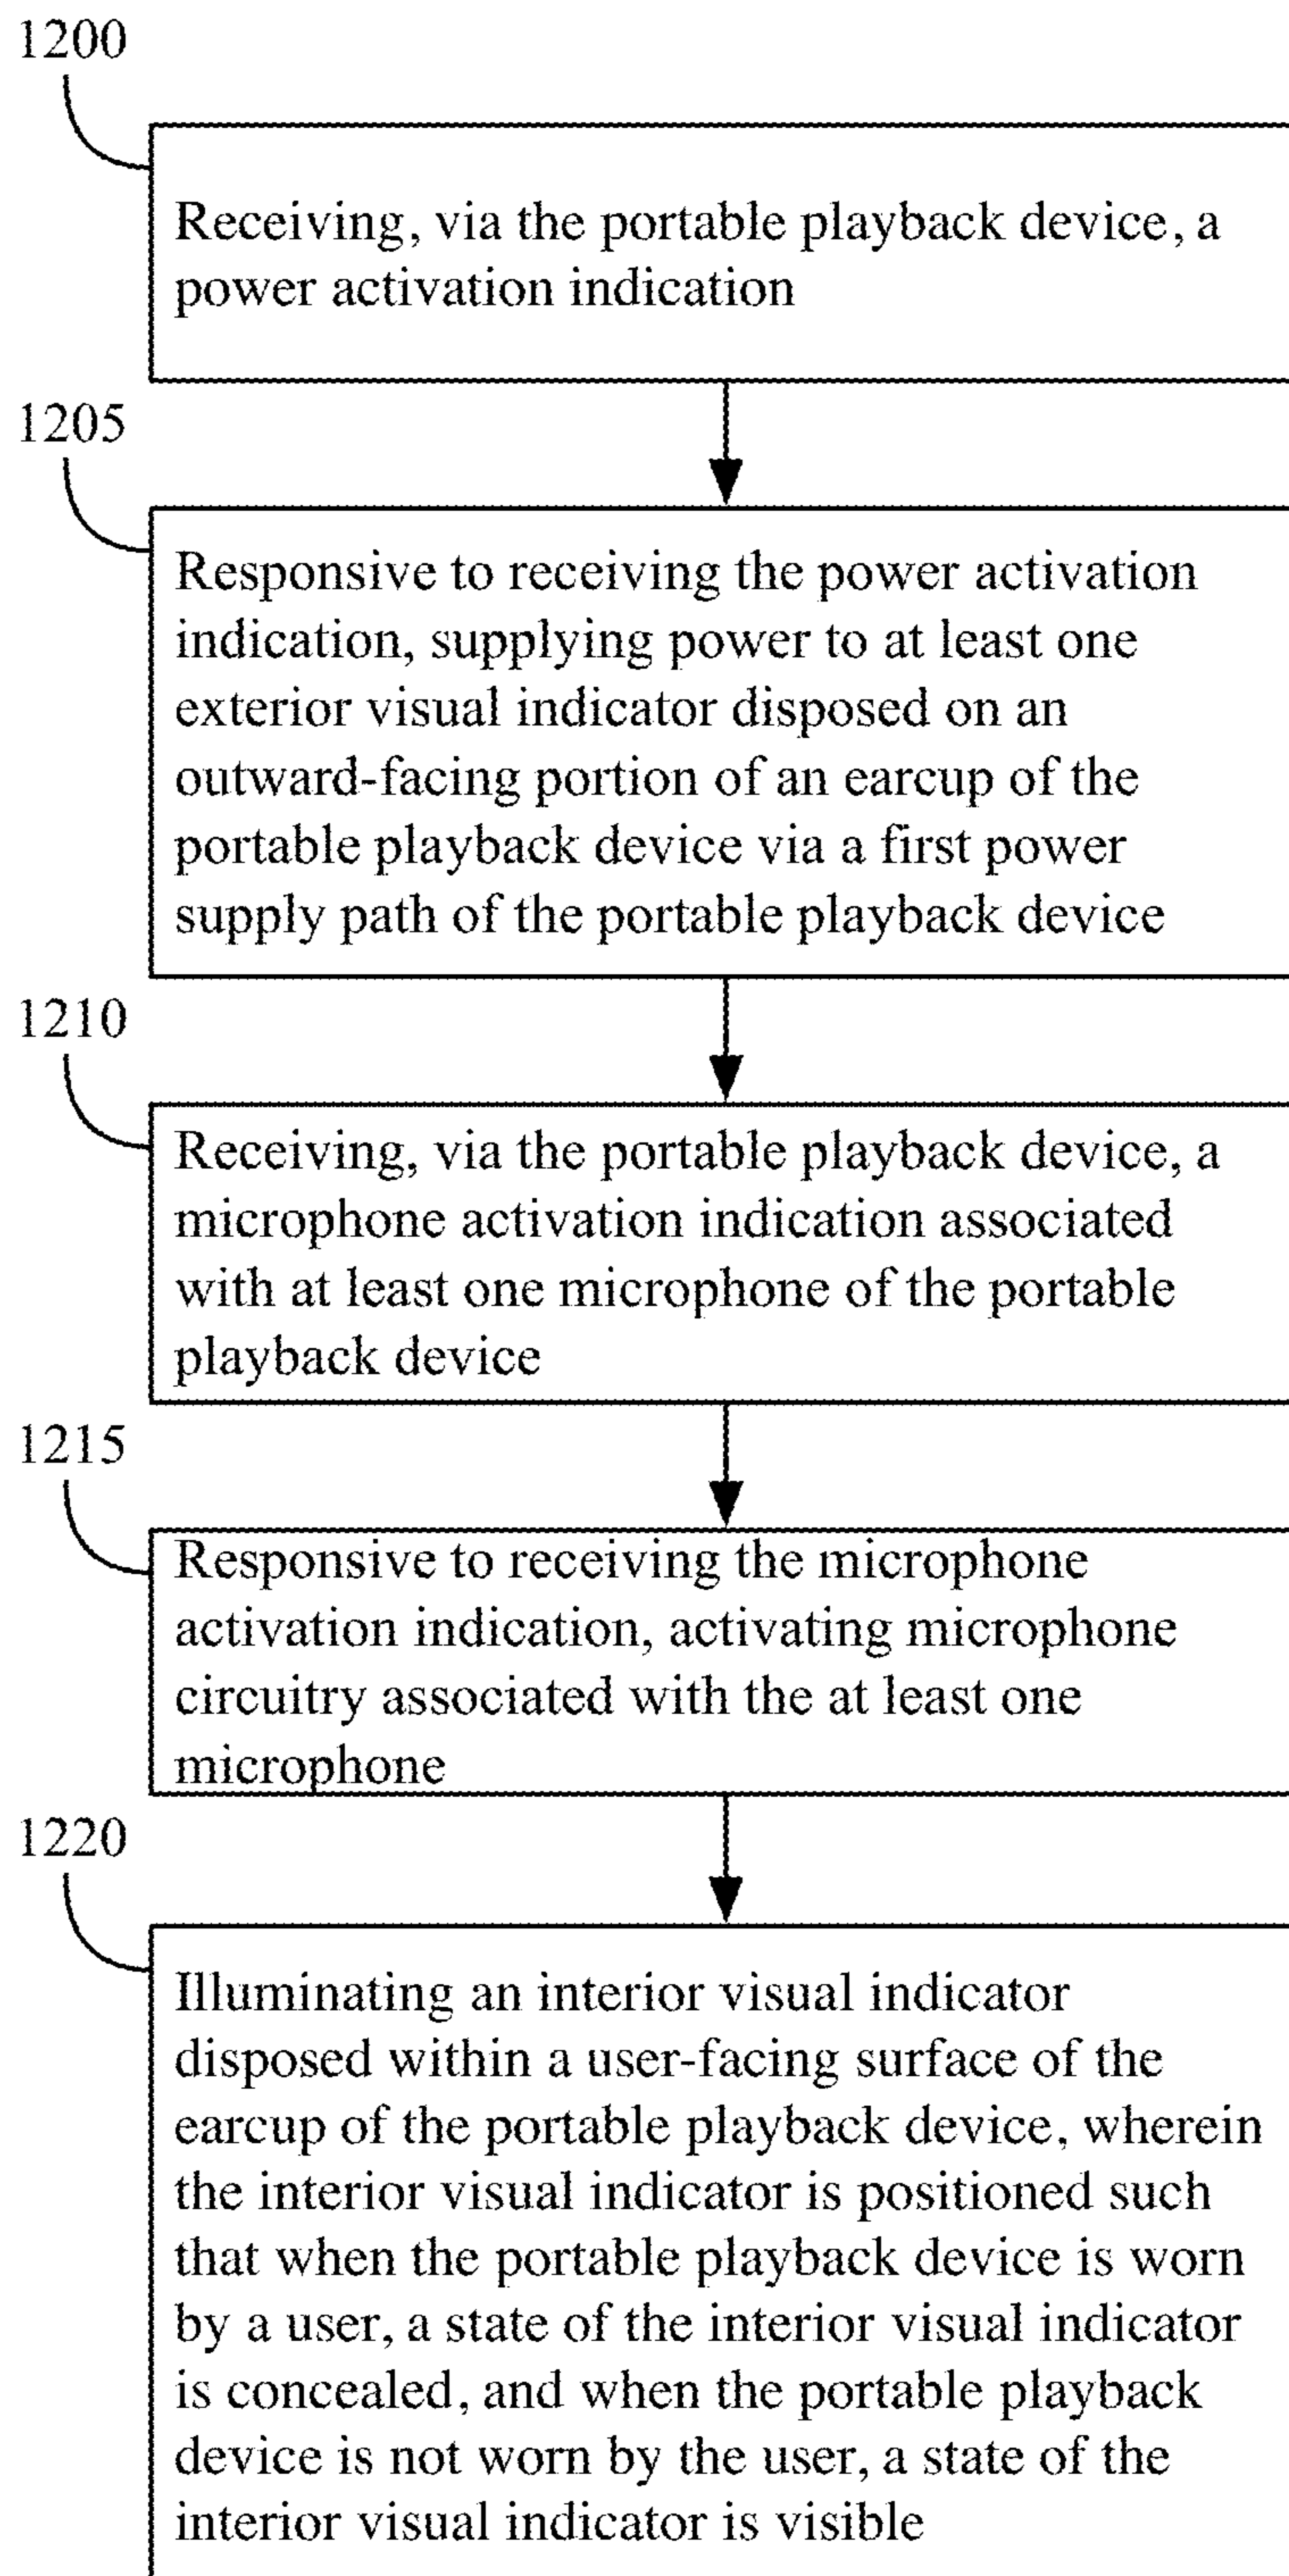 1200
Receiving, via the portable playback device, a
power activation indication
1205
Responsive to receiving the power activation
indication, supplying power to at least one
exterior visual indicator disposed on an
outward-facing portion of an earcup of the
portable playback device via a first power
supply path of the portable playback device
1210
Receiving, via the portable playback device, a
microphone activation indication associated
with at least one microphone of the portable
playback device
1215
Responsive to receiving the microphone
activation indication, activating microphone
circuitry associated with the at least one
microphone
1220
Illuminating an interior visual indicator
disposed within a user-facing surface of the
earcup of the portable playback device, wherein
the interior visual indicator is positioned such
that when the portable playback device is worn
by a user, a state of the interior visual indicator
is concealed, and when the portable playback
device is not worn by the user, a state of the
interior visual indicator is visible